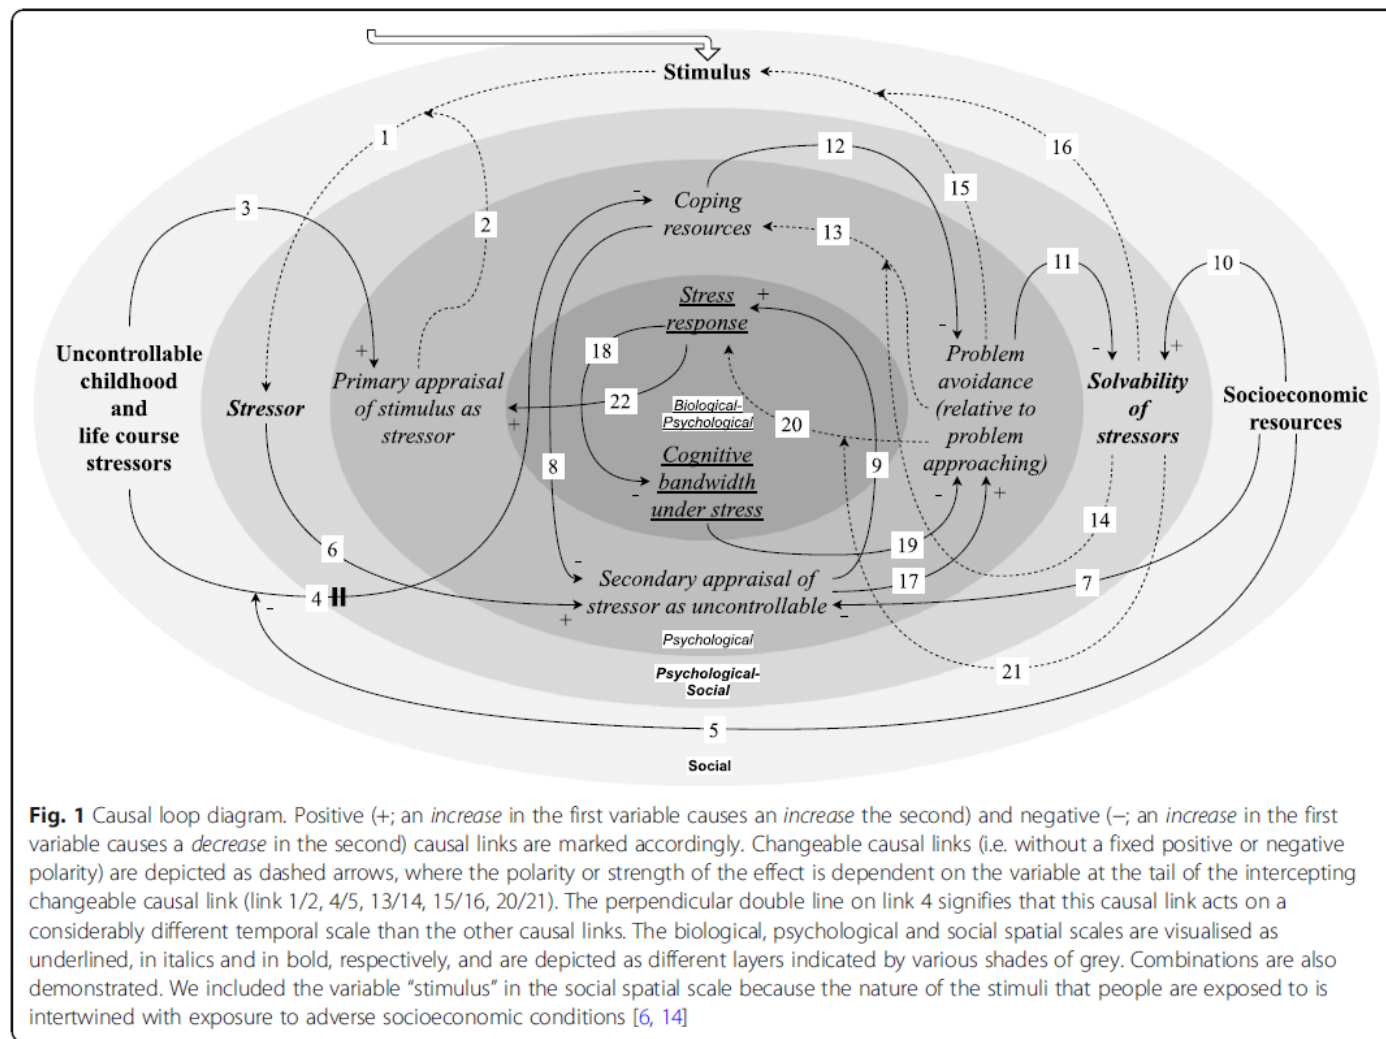 Stimulus
1
2
3
12
16
15
13
11
10
-
Coping
resources
Stress
response
+
18
22
+
Biological-
Psychological
20
Cognitive
bandwidth
under stress
-
8
9
19
17
Uncontrollable
childhood
and
life course
stressors
Stressor
+
Primary appraisal
of stimulus as
stressor
-
Problem
avoidance
(relative to
problem
approaching)
-
+
-
+
Solvability
of
stressors
Socioeconomic
resources
14
6
4
-
-
Secondary appraisal of
stressor as uncontrollable
+
-
7
21
5
Psychological
Psychological-
Social
Social
Fig. 1 Causal loop diagram. Positive (+; an increase in the first variable causes an increase the second) and negative (–; an increase in the first
variable causes a decrease in the second) causal links are marked accordingly. Changeable causal links (i.e. without a fixed positive or negative
polarity) are depicted as dashed arrows, where the polarity or strength of the effect is dependent on the variable at the tail of the intercepting
changeable causal link (link 1/2, 4/5, 13/14, 15/16, 20/21). The perpendicular double line on link 4 signifies that this causal link acts on a
considerably different temporal scale than the other causal links. The biological, psychological and social spatial scales are visualised as
underlined, in italics and in bold, respectively, and are depicted as different layers indicated by various shades of grey. Combinations are also
demonstrated. We included the variable “stimulus” in the social spatial scale because the nature of the stimuli that people are exposed to is
intertwined with exposure to adverse socioeconomic conditions [6, 14]